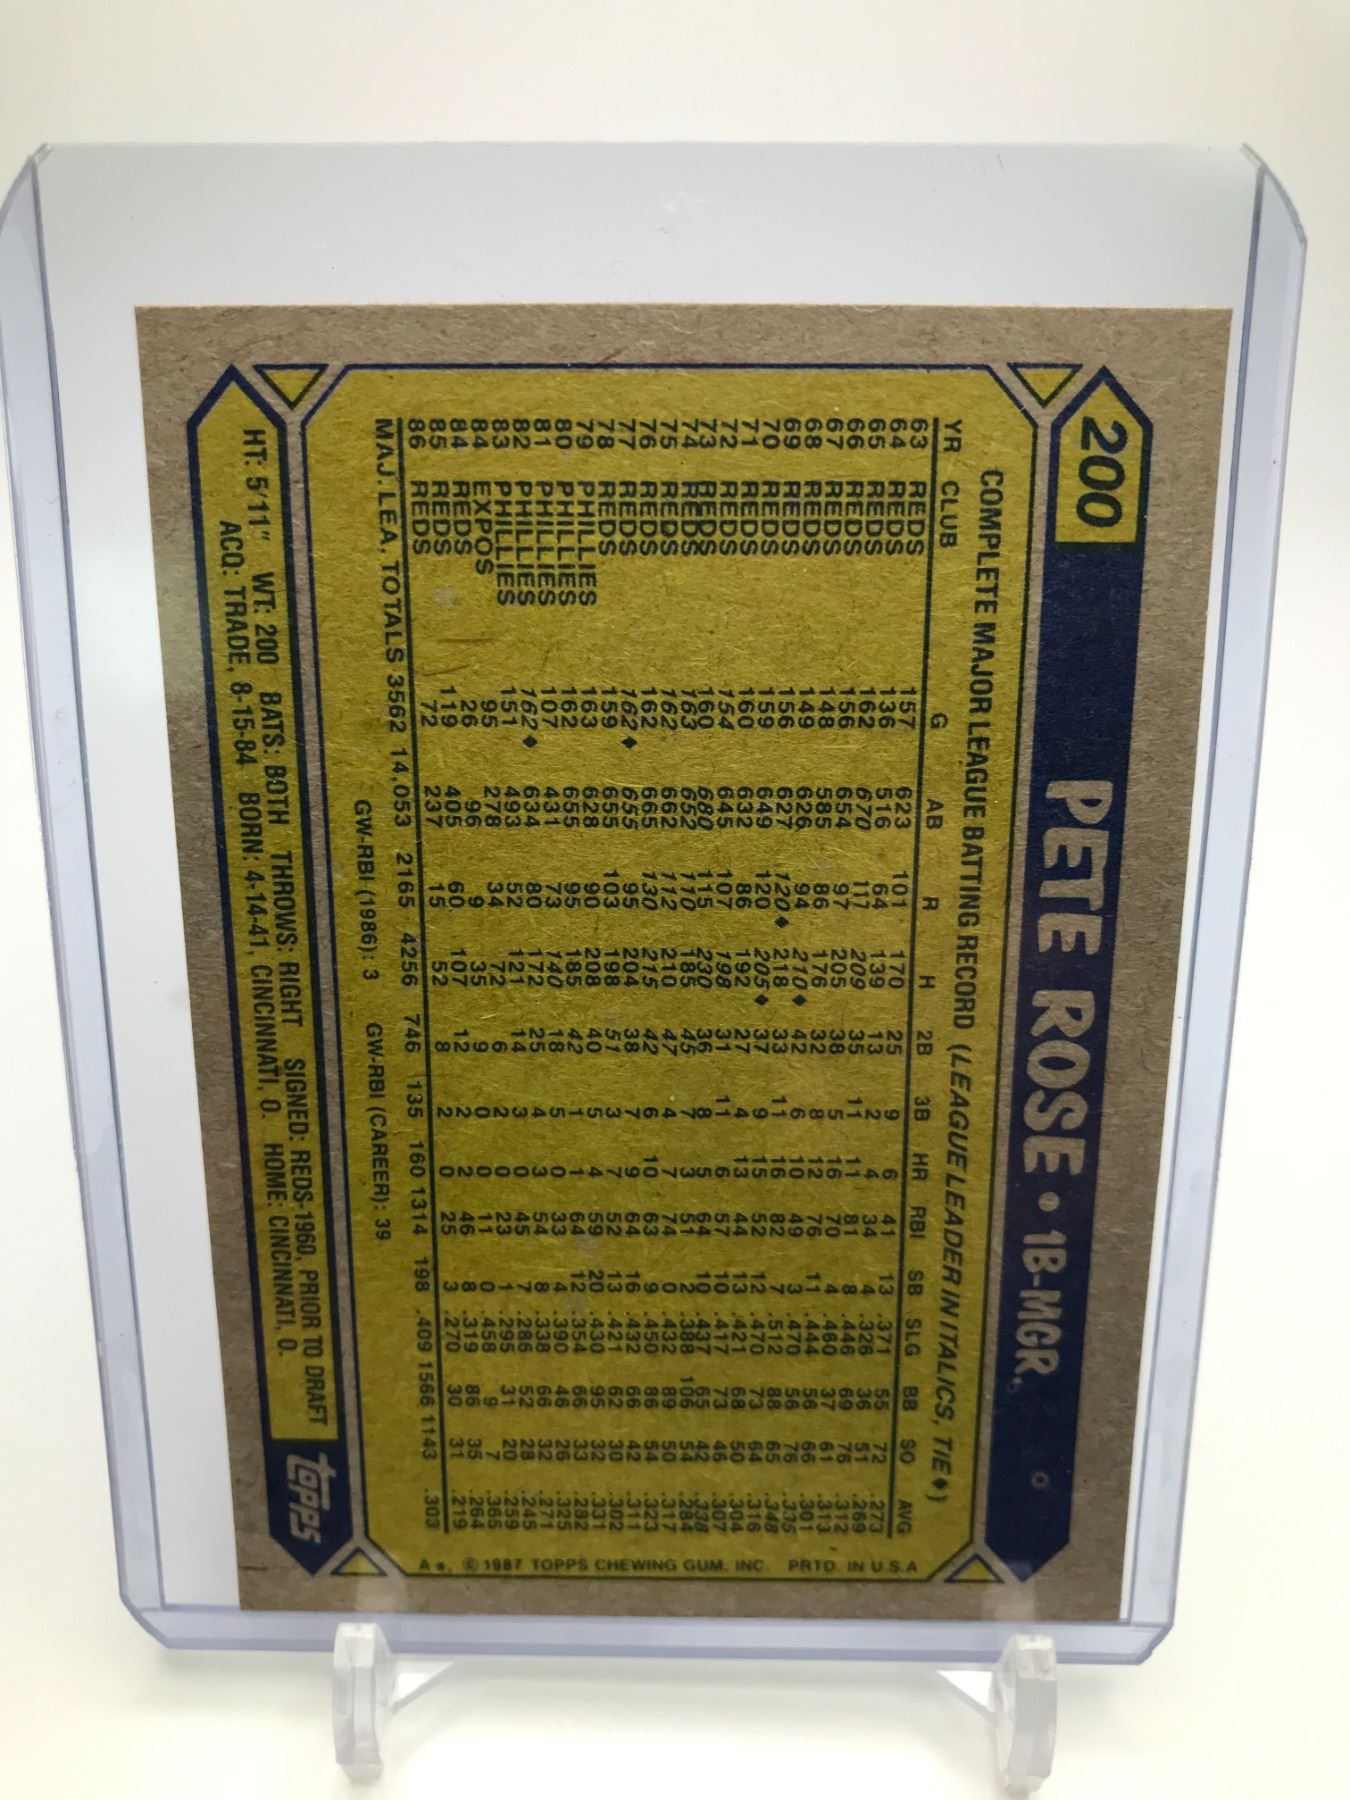 200 PETE ROSE • 1B-MGR.
COMPLETE MAJOR LEAGUE BATTING RECORD (LEAGUE LEADER IN ITALICS, TIE♦)
YR CLUB G AB R H 2B 3B HR RBI SB SLG BB SO AVG
63 REDS 157 623 101 170 25 9 6 41 13 .371 55 72 .273
64 REDS 136 516 64 139 13 2 4 34 4 .326 36 51 .269
65 REDS 162 670 117 209 35 11 11 81 8 .446 69 76 .312
66 REDS 156 654 97 205 38 5 16 70 4 .460 37 61 .313
67 REDS 148 585 86 176 32 8 12 76 11 .444 56 66 .301
68 REDS 149 626 94 210♦ 42 6 10 49 3 .470 56 76 .335
69 REDS 156 627 120♦ 218 33 11 16 82 7 .512 88 65 .348
70 REDS 159 649 120 205♦ 37 9 15 52 12 .470 73 64 .316
71 REDS 160 632 86 192 27 4 13 44 13 .421 68 50 .304
72 REDS 154 645 107 198 31 11 6 57 10 .417 73 46 .307
73 REDS 160 680 115 230 36 8 5 64 10 .437 65 42 .338
74 REDS 163 652 110 185 45 7 3 51 2 .388 106 54 .284
75 REDS 162 662 112 210 47 4 7 74 0 .432 89 50 .317
76 REDS 162 665 130 215 42 6 10 63 9 .450 86 54 .323
77 REDS 162♦ 655 95 204 38 7 9 64 16 .432 66 42 .311
78 REDS 159 655 103 198 51 3 7 52 13 .421 62 30 .302
79 PHILLIES 163 628 90 208 40 5 4 59 20 .430 95 32 .331
80 PHILLIES 162 655 95 185 42 1 1 64 12 .354 66 33 .282
81 PHILLIES 107 431 73 140 18 5 0 33 4 .390 46 26 .325
82 PHILLIES 162♦ 634 80 172 25 4 3 54 8 .338 66 32 .271
83 PHILLIES 151 493 52 121 14 3 0 45 7 .286 52 28 .245
84 EXPOS 95 278 34 72 6 2 0 23 1 .295 31 20 .259
84 REDS 26 96 9 35 9 0 0 11 0 .458 9 7 .365
85 REDS 119 405 60 107 12 2 2 46 8 .319 86 35 .264
86 REDS 72 237 15 52 8 2 0 25 3 .270 30 31 .219
MAJ. LEA. TOTALS 3562 14,053 2165 4256 746 135 160 1314 198 .409 1566 1143 .303
GW-RBI (1986): 3 GW-RBI (CAREER): 39
A★, © 1987 TOPPS CHEWING GUM, INC. PRTD. IN U.S.A
HT: 5'11" WT: 200 BATS: BOTH THROWS: RIGHT SIGNED: REDS-1960, PRIOR TO DRAFT
ACQ: TRADE, 8-15-84 BORN: 4-14-41, CINCINNATI, O. HOME: CINCINNATI, O.
TOPPS